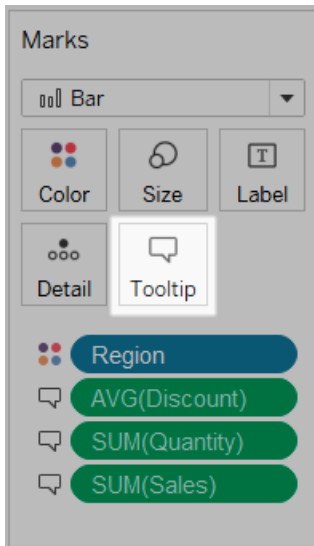 Marks
Bar
Color Size Label
Detail Tooltip
Region
AVG(Discount)
SUM(Quantity)
SUM(Sales)